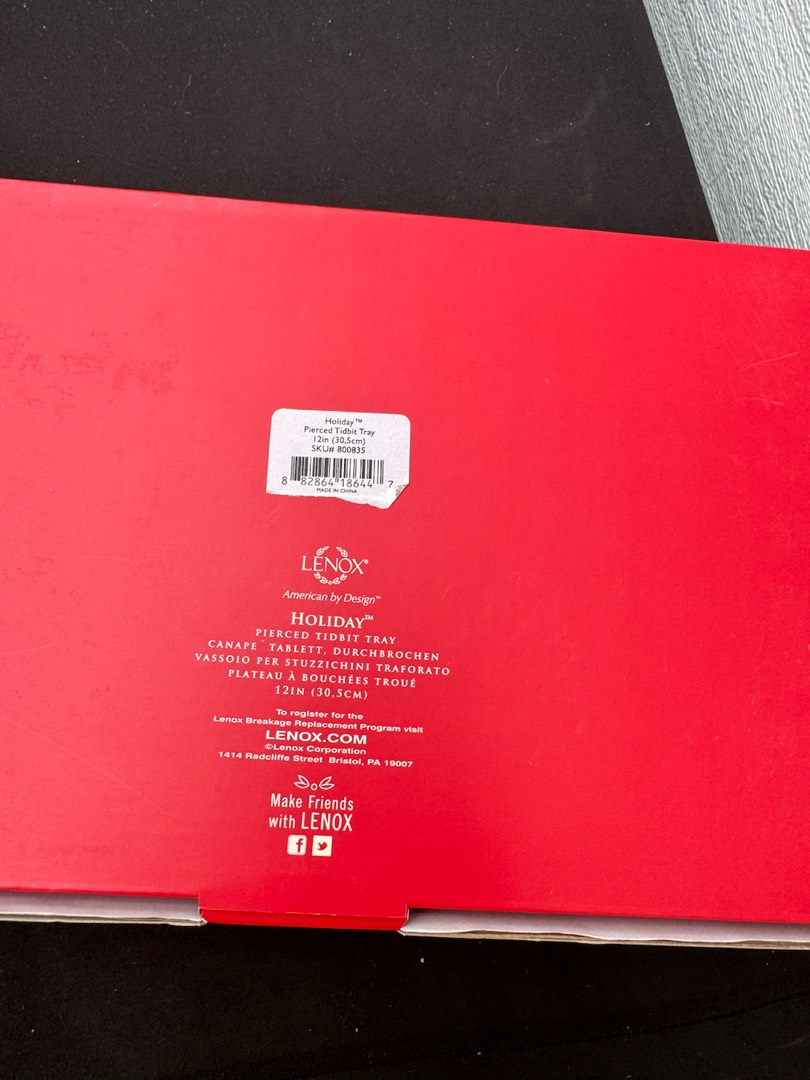 Holiday™
Pierced Tidbit Tray
12in (30,5cm)
SKU# 800835
8 82864 18644 7
MADE IN CHINA
LENOX®
American by Design™
HOLIDAY™
PIERCED TIDBIT TRAY
CANAPE` TABLETT, DURCHBROCHEN
VASSOIO PER STUZZICHINI TRAFORATO
PLATEAU À BOUCHÉES TROUÉ
12IN (30,5CM)
To register for the
Lenox Breakage Replacement Program visit
LENOX.COM
©Lenox Corporation
1414 Radcliffe Street Bristol, PA 19007
Make Friends
with LENOX
f